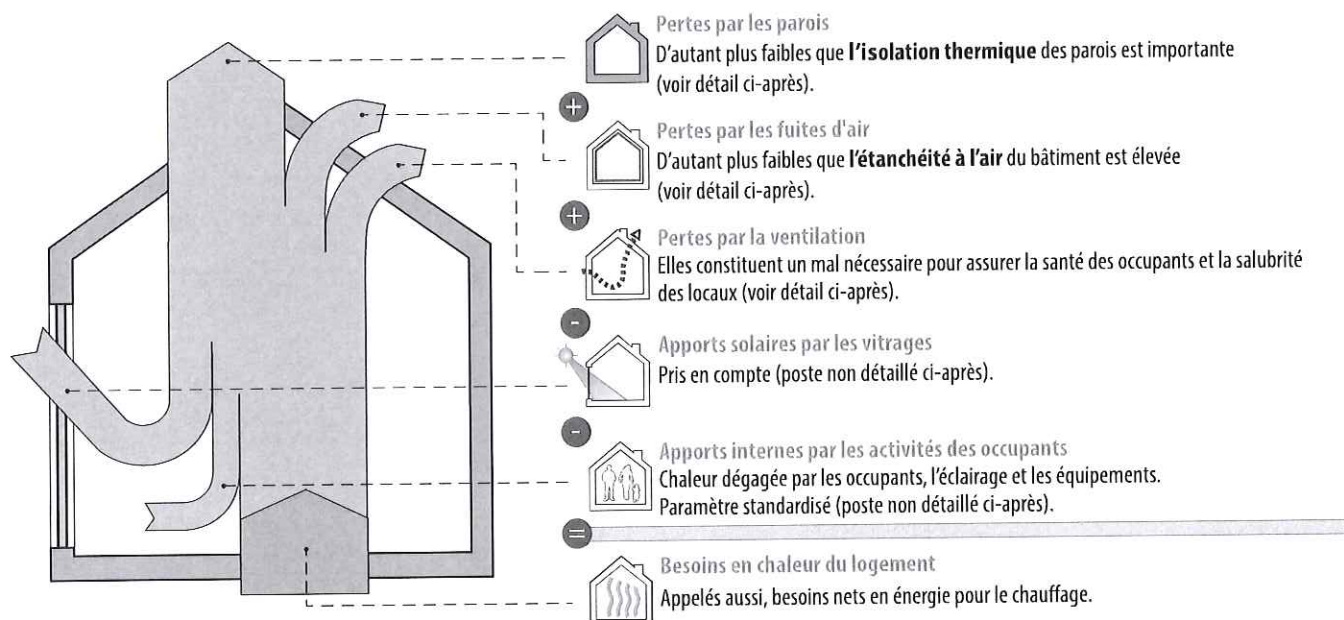 Pertes par les parois
D'autant plus faibles que l'isolation thermique des parois est importante
(voir détail ci-après).
+
Pertes par les fuites d'air
D'autant plus faibles que l'étanchéité à l'air du bâtiment est élevée
(voir détail ci-après).
+
Pertes par la ventilation
Elles constituent un mal nécessaire pour assurer la santé des occupants et la salubrité
des locaux (voir détail ci-après).
-
Apports solaires par les vitrages
Pris en compte (poste non détaillé ci-après).
-
Apports internes par les activités des occupants
Chaleur dégagée par les occupants, l'éclairage et les équipements.
Paramètre standardisé (poste non détaillé ci-après).
=
Besoins en chaleur du logement
Appelés aussi, besoins nets en énergie pour le chauffage.